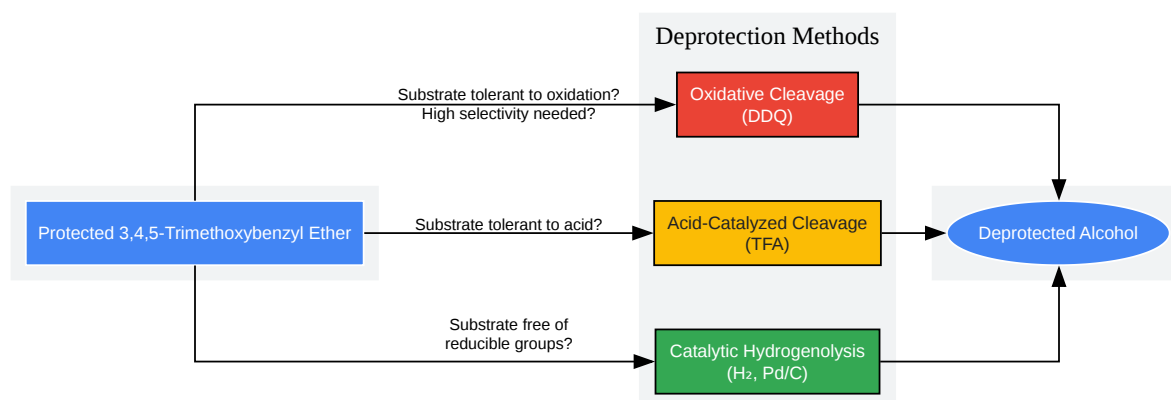 Deprotection Methods
Substrate tolerant to oxidation?
High selectivity needed?
Oxidative Cleavage
(DDQ)
Protected 3,4,5-Trimethoxybenzyl Ether
Substrate tolerant to acid?
Acid-Catalyzed Cleavage
(TFA)
Deprotected Alcohol
Substrate free of
reducible groups?
Catalytic Hydrogenolysis
(H₂, Pd/C)